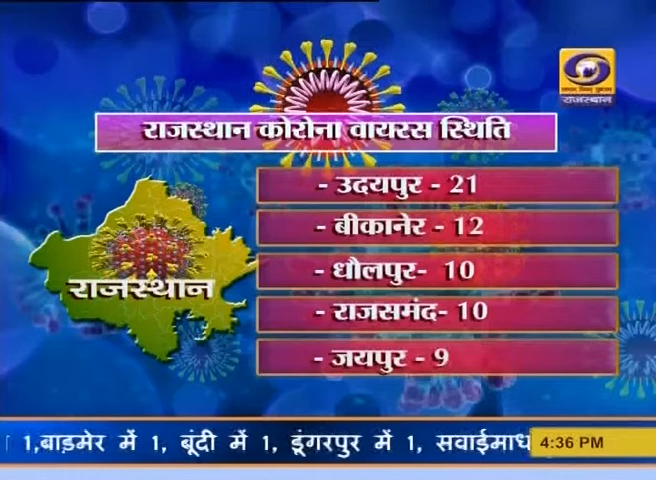 राजस्थान
राजस्थान कोरोना वायरस स्थिति
- उदयपुर - 21
- बीकानेर - 12
- धौलपुर- 10
राजस्थान
- राजसमंद- 10
- जयपुर - 9
1,बाड़मेर में 1, बूंदी में 1, डूंगरपुर में 1, सवाईमाध
4:36 PM